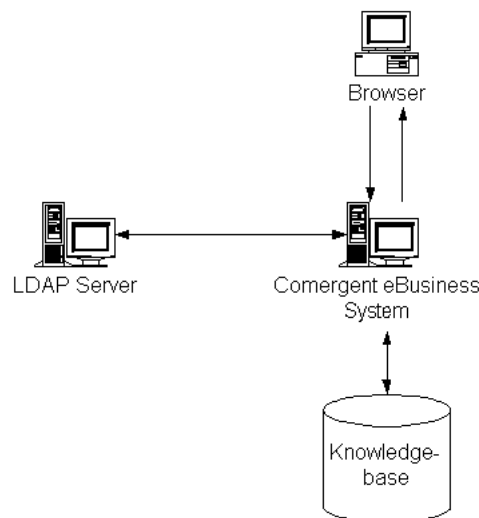 Browser
LDAP Server
Comergent eBusiness
System
Knowledge-
base